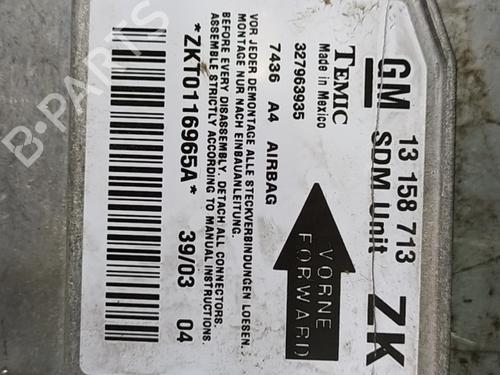 GM 13 158 713 ZK
SDM Unit
TEMIC
Made in Mexico
327963935
7436 A4 AIRBAG
VORNE
FORWARD
VOR JEDER DEMONTAGE ALLE STECKVERBINDUNGEN LOESEN.
MONTAGE NUR NACH EINBAUANLEITUNG.
BEFORE EVERY DISASSEMBLY, DETACH ALL CONNECTORS.
ASSEMBLE STRICTLY ACCORDING TO MANUAL INSTRUCTIONS.
*ZKT0116965A* 39/03 04
B-PARTS